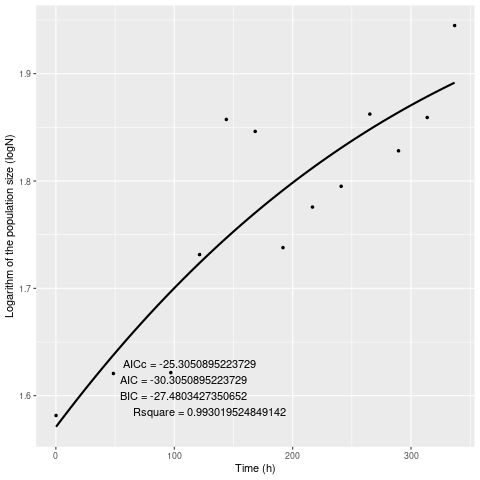 1.9
1.8
1.7
1.6
Logarithm of the population size (logN)
AICc = -25.3050895223729
AIC = -30.3050895223729
BIC = -27.4803427350652
Rsquare = 0.993019524849142
0 100 200 300
Time (h)